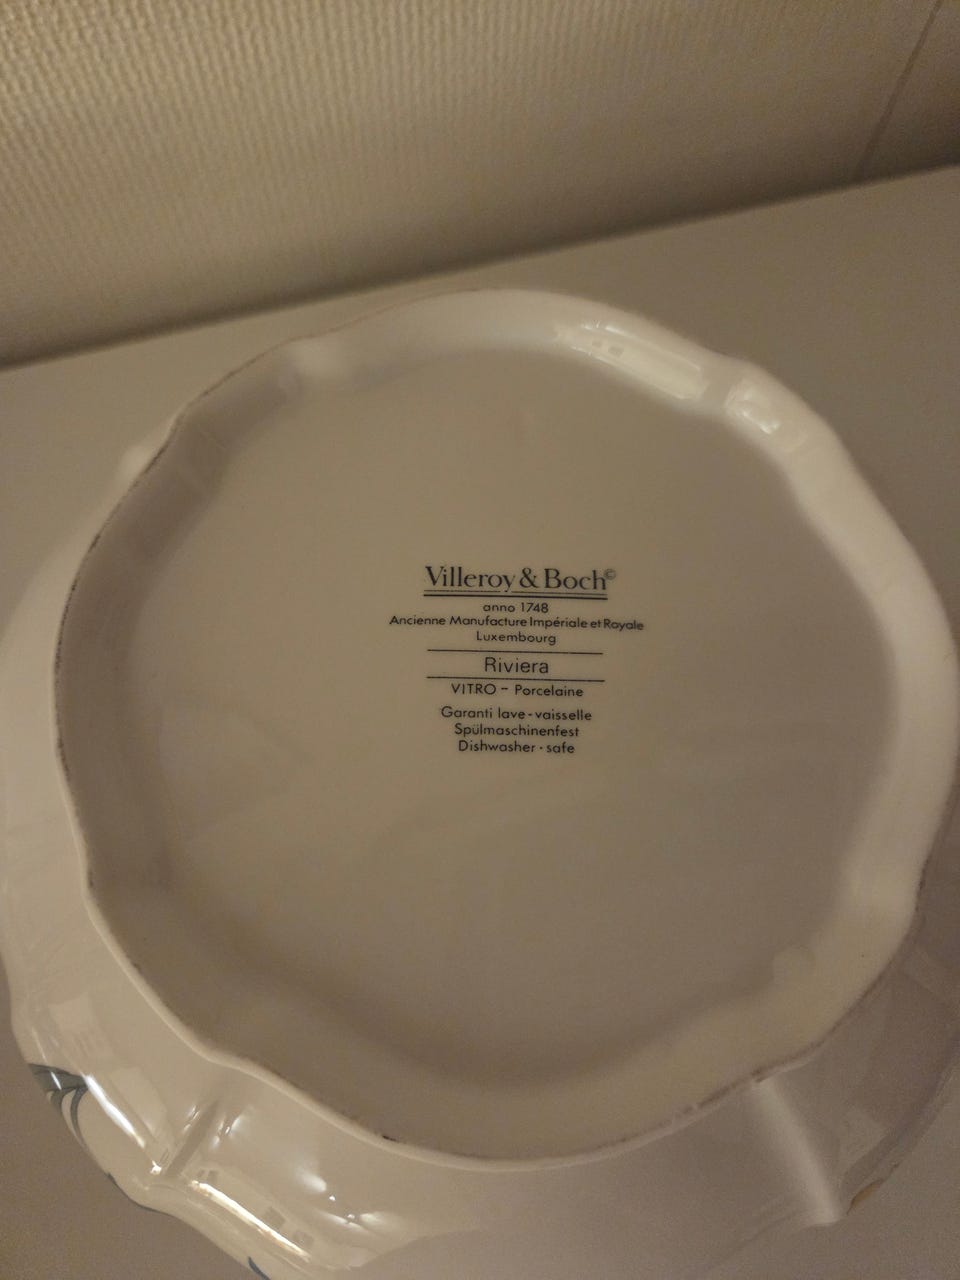 Villeroy & Boch©
anno 1748
Ancienne Manufacture Impériale et Royale
Luxembourg
Riviera
VITRO - Porcelaine
Garanti lave-vaisselle
Spülmaschinenfest
Dishwasher-safe